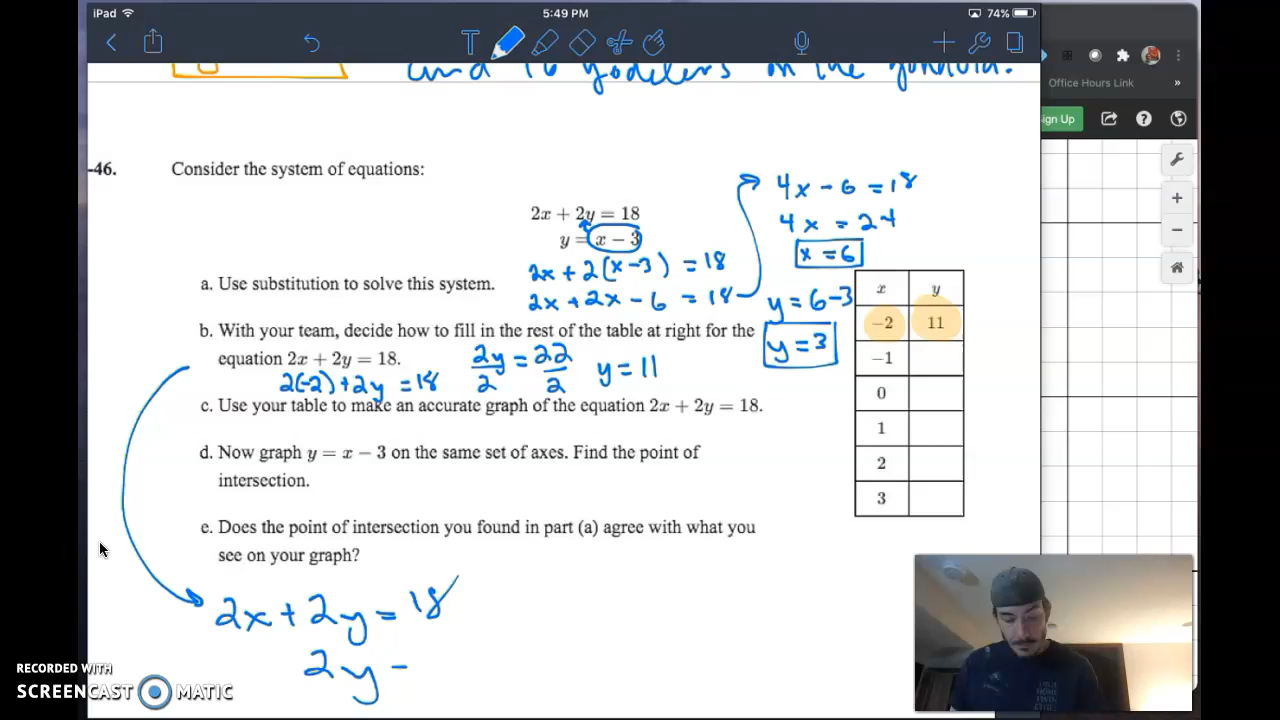 iPad
5:49 PM
74%
and 16 yodelers on the gondola.
Office Hours Link
»
Sign Up
-46. Consider the system of equations:
2x + 2y = 18
y = x − 3
2x + 2(x-3) = 18
2x + 2x - 6 = 18
4x - 6 = 18
4x = 24
x = 6
y = 6-3
y = 3
a. Use substitution to solve this system.
b. With your team, decide how to fill in the rest of the table at right for the
equation 2x + 2y = 18.
2(-2) + 2y = 18
2y/2 = 22/2
y = 11
c. Use your table to make an accurate graph of the equation 2x + 2y = 18.
d. Now graph y = x − 3 on the same set of axes. Find the point of
intersection.
e. Does the point of intersection you found in part (a) agree with what you
see on your graph?
x y
−2 11
−1
0
1
2
3
2x + 2y = 18
2y -
RECORDED WITH
SCREENCAST MATIC